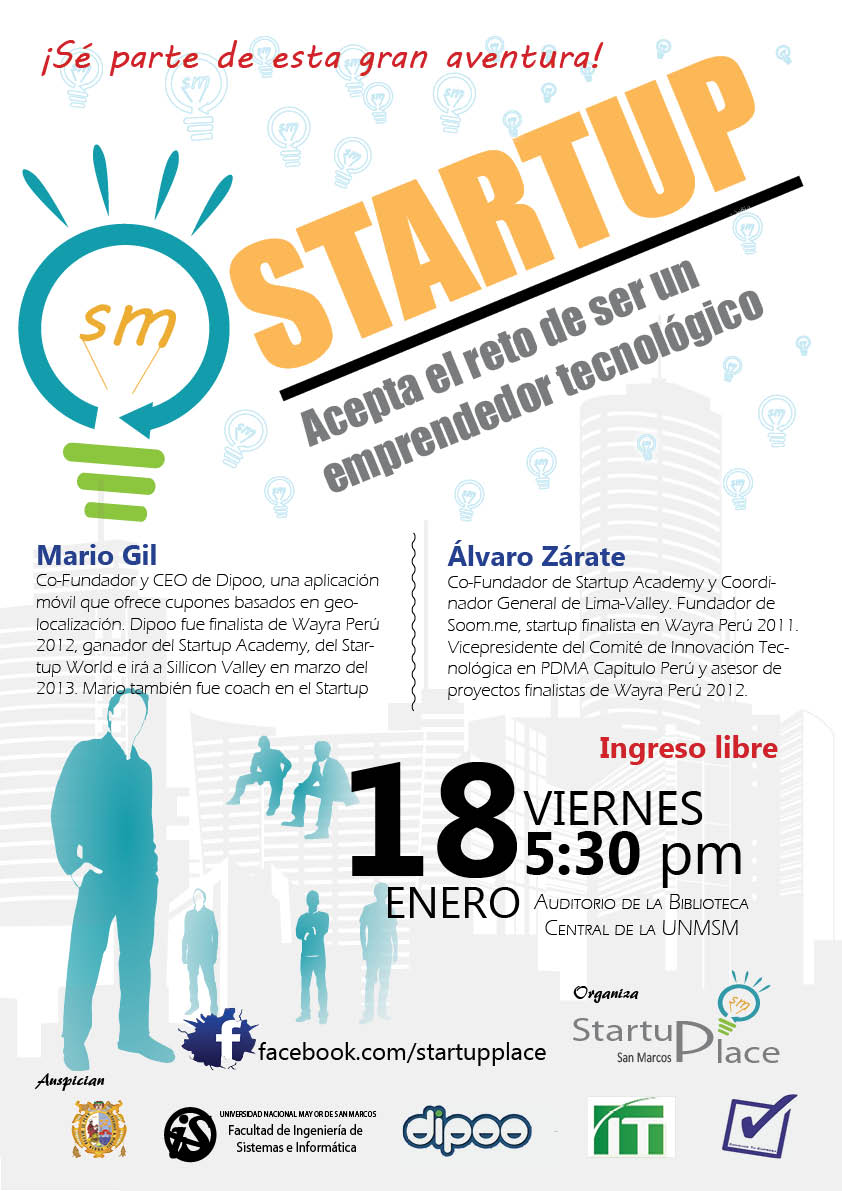 ¡Sé parte de esta gran aventura!
STARTUP
sm
Acepta el reto de ser un
emprendedor tecnológico
Mario Gil
Co-Fundador y CEO de Dipoo, una aplicación
móvil que ofrece cupones basados en geo-
localización. Dipoo fue finalista de Wayra Perú
2012, ganador del Startup Academy, del Star-
tup World e irá a Sillicon Valley en marzo del
2013. Mario también fue coach en el Startup
Álvaro Zárate
Co-Fundador de Startup Academy y Coordi-
nador General de Lima-Valley. Fundador de
Soom.me, startup finalista en Wayra Perú 2011.
Vicepresidente del Comité de Innovación Tec-
nológica en PDMA Capítulo Perú y asesor de
proyectos finalistas de Wayra Perú 2012.
Ingreso libre
18 VIERNES
5:30 pm
ENERO
AUDITORIO DE LA BIBLIOTECA
CENTRAL DE LA UNMSM
Organiza
sm
StartuPlace
San Marcos
f facebook.com/startupplace
Auspician
UNIVERSIDAD NACIONAL MAYOR DE SAN MARCOS
Facultad de Ingeniería de
Sistemas e Informática
dipoo
IT